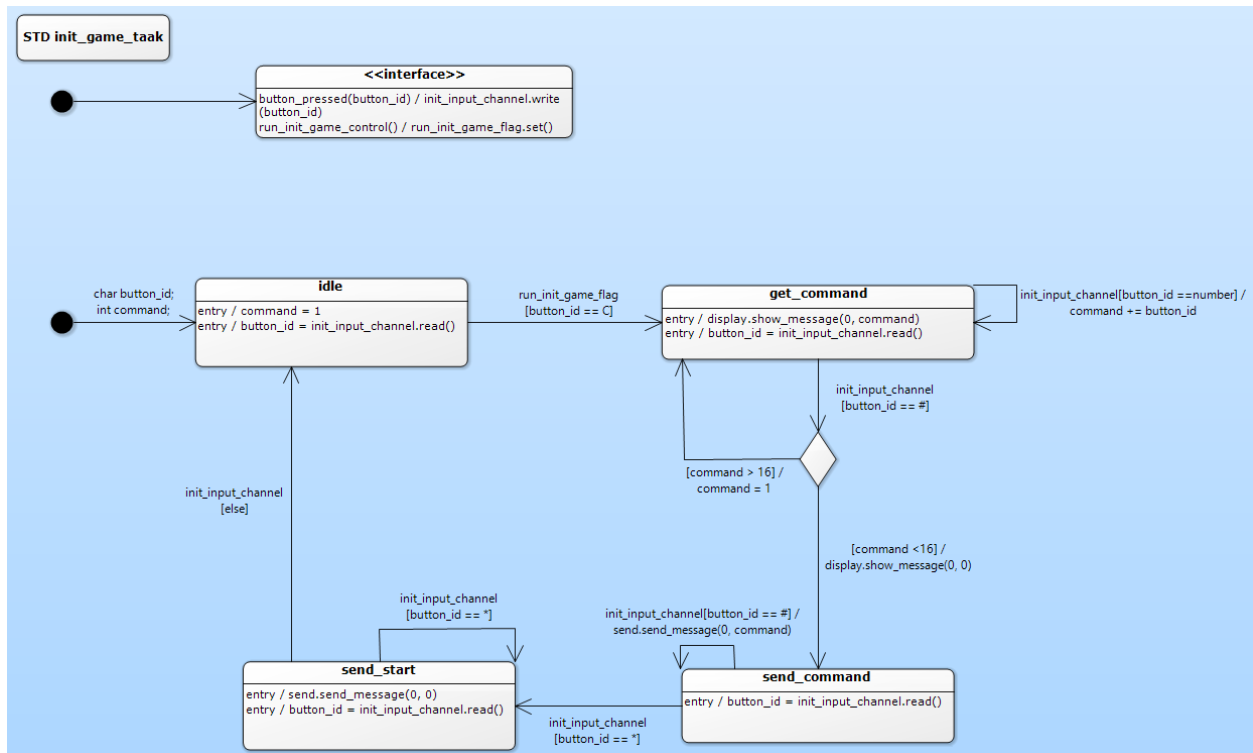 STD init_game_taak
<<interface>>
button_pressed(button_id) / init_input_channel.write
(button_id)
run_init_game_control() / run_init_game_flag.set()
char button_id;
int command;
idle
entry / command = 1
entry / button_id = init_input_channel.read()
run_init_game_flag
[button_id == C]
get_command
entry / display.show_message(0, command)
entry / button_id = init_input_channel.read()
init_input_channel[button_id ==number] /
command += button_id
init_input_channel
[button_id == #]
[command > 16] /
command = 1
init_input_channel
[else]
[command <16] /
display.show_message(0, 0)
init_input_channel
[button_id == *]
init_input_channel[button_id == #] /
send.send_message(0, command)
send_start
entry / send.send_message(0, 0)
entry / button_id = init_input_channel.read()
send_command
entry / button_id = init_input_channel.read()
init_input_channel
[button_id == *]